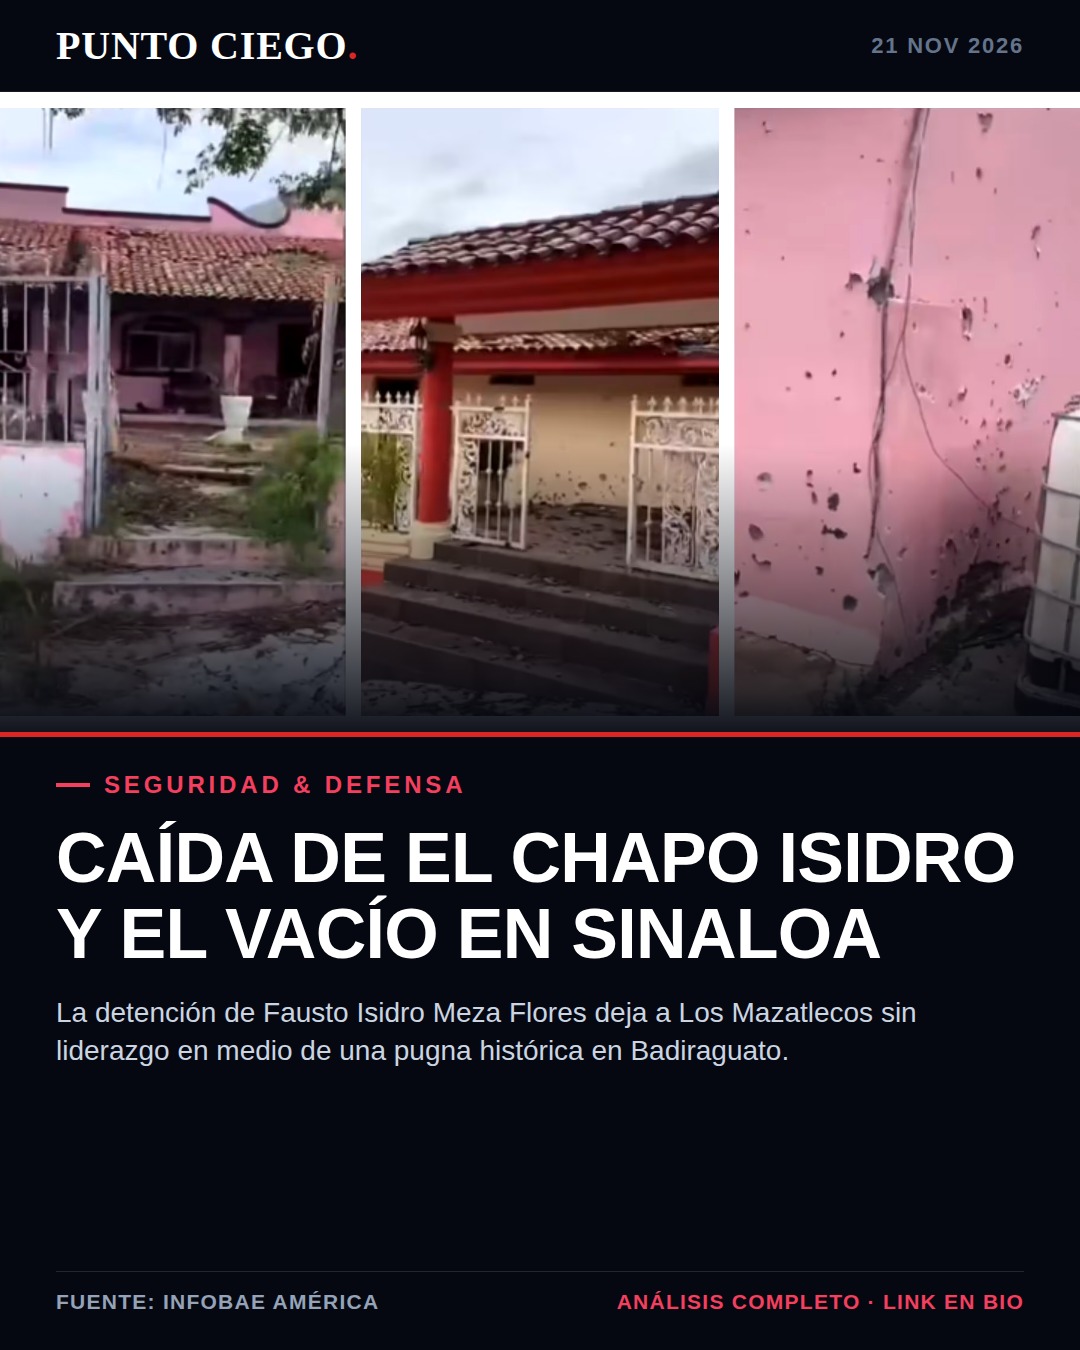 PUNTO CIEGO.
21 NOV 2026
SEGURIDAD & DEFENSA
CAÍDA DE EL CHAPO ISIDRO
Y EL VACÍO EN SINALOA
La detención de Fausto Isidro Meza Flores deja a Los Mazatlecos sin
liderazgo en medio de una pugna histórica en Badiraguato.
FUENTE: INFOBAE AMÉRICA
ANÁLISIS COMPLETO · LINK EN BIO